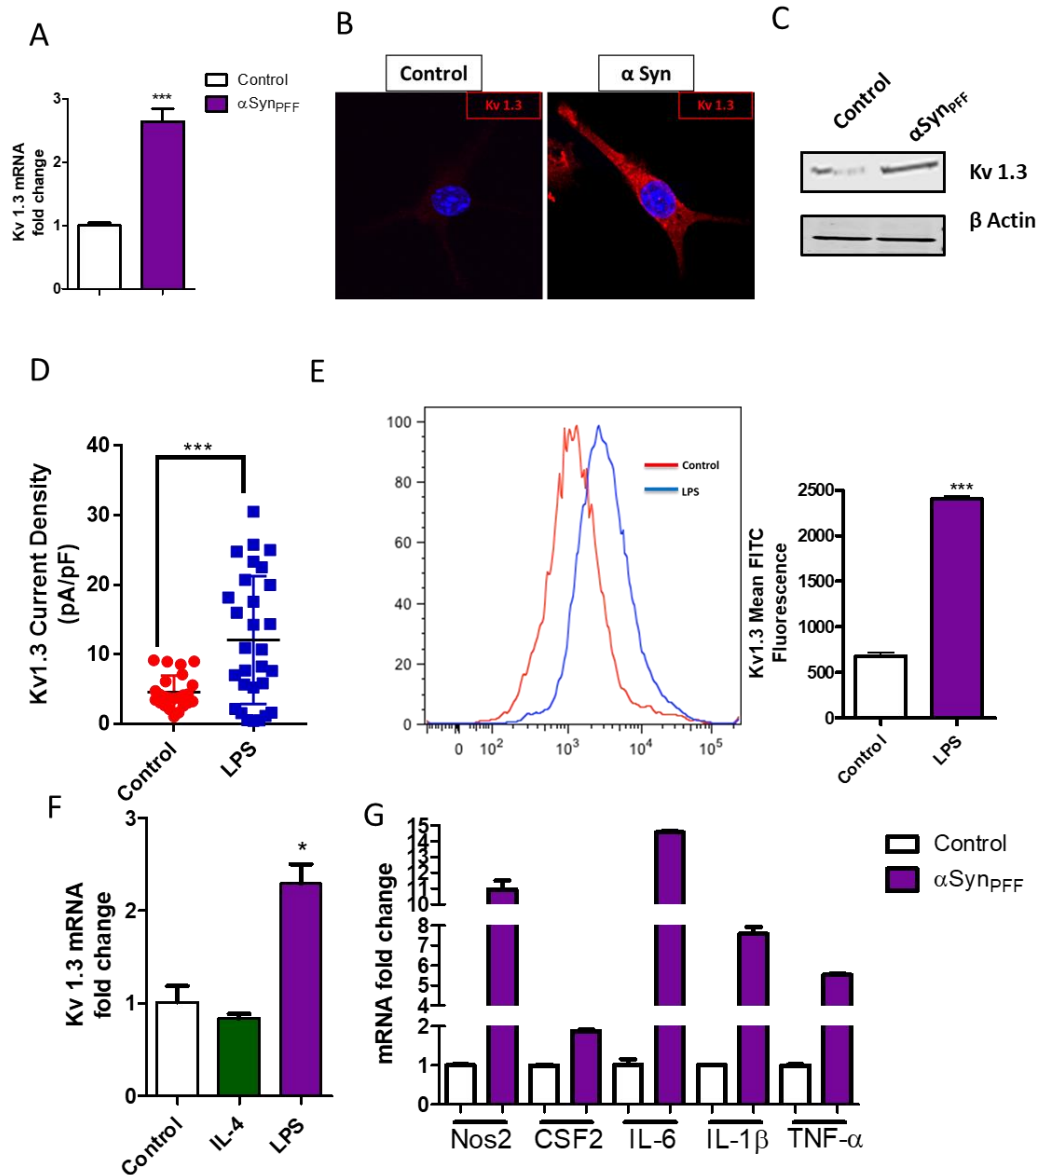 A
Control
αSynPFF
***
3
2
1
0
Kv 1.3 mRNA
fold change
B
Control
α Syn
Kv 1.3
Kv 1.3
C
Control
αSynPFF
Kv 1.3
β Actin
D
***
40
30
20
10
0
Kv1.3 Current Density
(pA/pF)
Control
LPS
E
100
80
60
40
20
0
Control
LPS
0
10²
10³
10⁴
10⁵
***
2500
2000
1500
1000
500
0
Kv1.3 Mean FITC
Fluorescence
Control
LPS
F
*
3
2
1
0
Kv 1.3 mRNA
fold change
Control
IL-4
LPS
G
15
14
13
12
11
10
8
7
6
5
4
2
1
0
mRNA fold change
Nos2
CSF2
IL-6
IL-1β
TNF-α
Control
αSynPFF